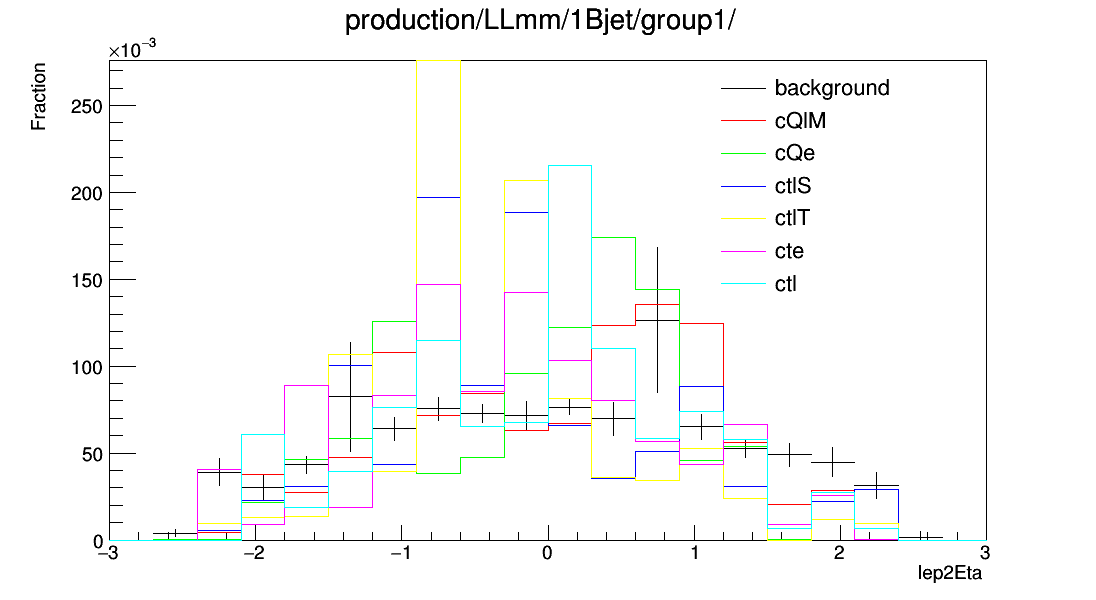 production/LLmm/1Bjet/group1/
×10⁻³
Fraction
250
200
150
100
50
0
background
cQlM
cQe
ctlS
ctlT
cte
ctl
−3 −2 −1 0 1 2 3
lep2Eta